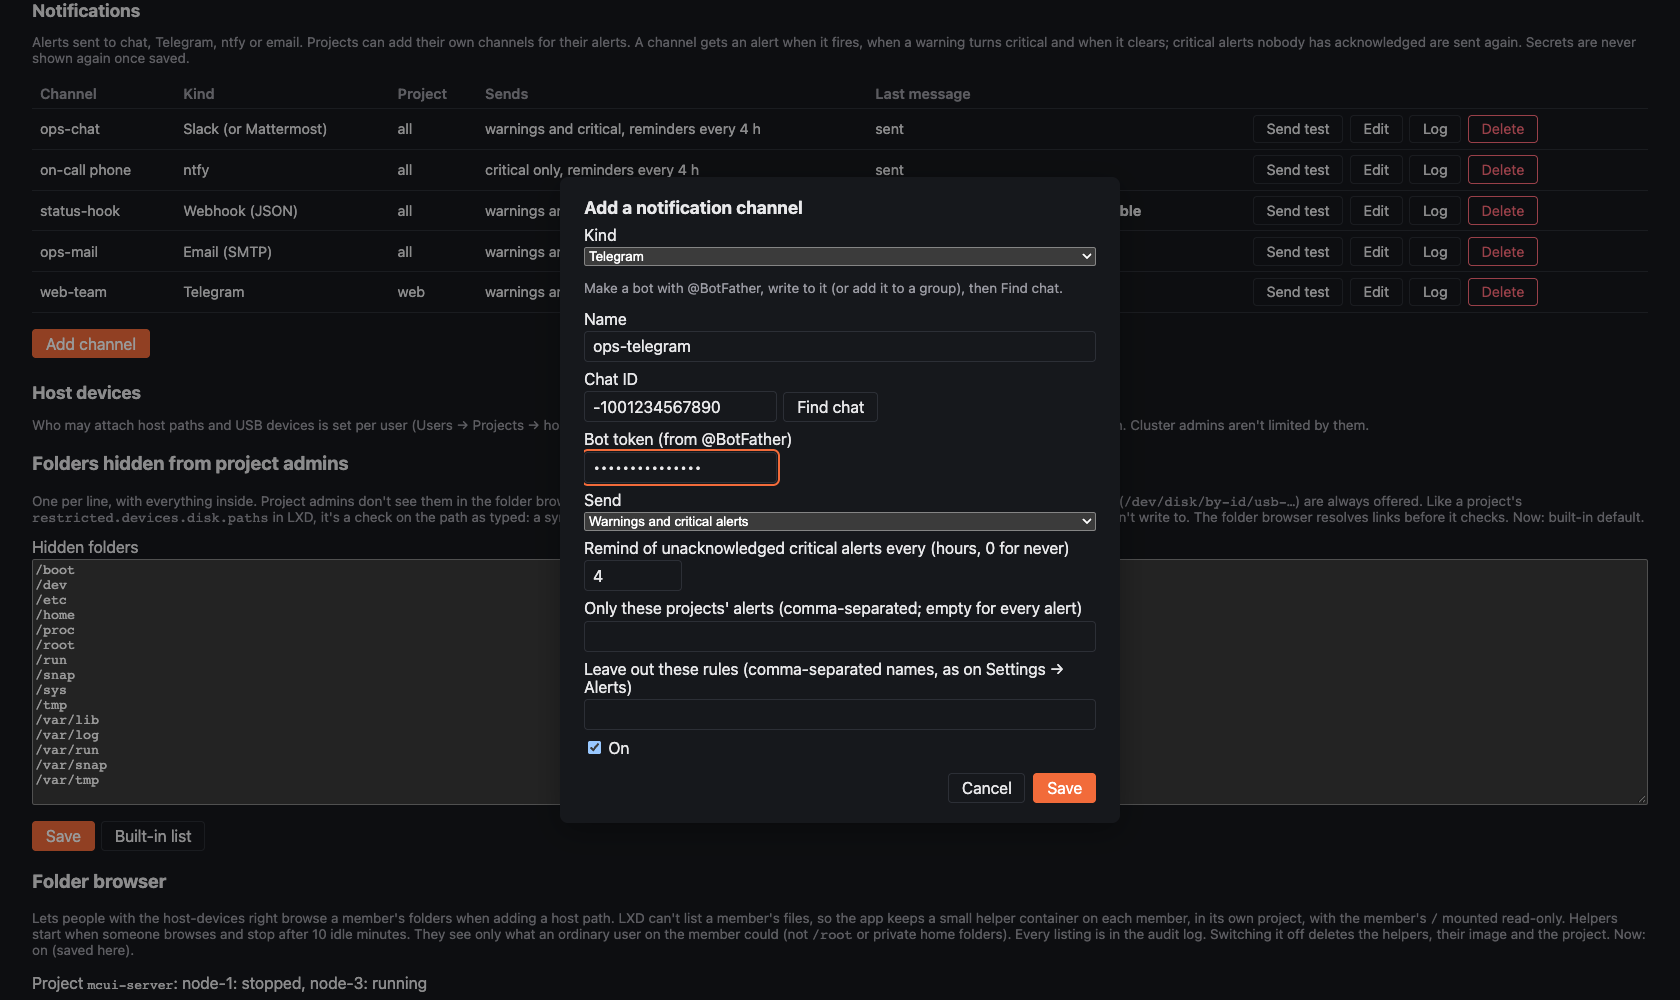 Notifications
Alerts sent to chat, Telegram, ntfy or email. Projects can add their own channels for their alerts. A channel gets an alert when it fires, when a warning turns critical and when it clears; critical alerts nobody has acknowledged are sent again. Secrets are never
shown again once saved.
Channel Kind Project Sends Last message
ops-chat Slack (or Mattermost) all warnings and critical, reminders every 4 h sent Send test Edit Log Delete
on-call phone ntfy all critical only, reminders every 4 h sent Send test Edit Log Delete
status-hook Webhook (JSON) all warnings ar ble Send test Edit Log Delete
ops-mail Email (SMTP) all warnings ar Send test Edit Log Delete
web-team Telegram web warnings ar Send test Edit Log Delete
Add channel
Add a notification channel
Kind
Telegram
Make a bot with @BotFather, write to it (or add it to a group), then Find chat.
Name
ops-telegram
Chat ID
-1001234567890 Find chat
Bot token (from @BotFather)
•••••••••••••••
Send
Warnings and critical alerts
Remind of unacknowledged critical alerts every (hours, 0 for never)
4
Only these projects' alerts (comma-separated; empty for every alert)
Leave out these rules (comma-separated names, as on Settings →
Alerts)
On
Cancel Save
Host devices
Who may attach host paths and USB devices is set per user (Users → Projects → ho . Cluster admins aren't limited by them.
Folders hidden from project admins
One per line, with everything inside. Project admins don't see them in the folder brow (/dev/disk/by-id/usb-…) are always offered. Like a project's
restricted.devices.disk.paths in LXD, it's a check on the path as typed: a syn n't write to. The folder browser resolves links before it checks. Now: built-in default.
Hidden folders
/boot
/dev
/etc
/home
/proc
/root
/run
/snap
/sys
/tmp
/var/lib
/var/log
/var/run
/var/snap
/var/tmp
Save Built-in list
Folder browser
Lets people with the host-devices right browse a member's folders when adding a host path. LXD can't list a member's files, so the app keeps a small helper container on each member, in its own project, with the member's / mounted read-only. Helpers
start when someone browses and stop after 10 idle minutes. They see only what an ordinary user on the member could (not /root or private home folders). Every listing is in the audit log. Switching it off deletes the helpers, their image and the project. Now:
on (saved here).
Project mcui-server: node-1: stopped, node-3: running